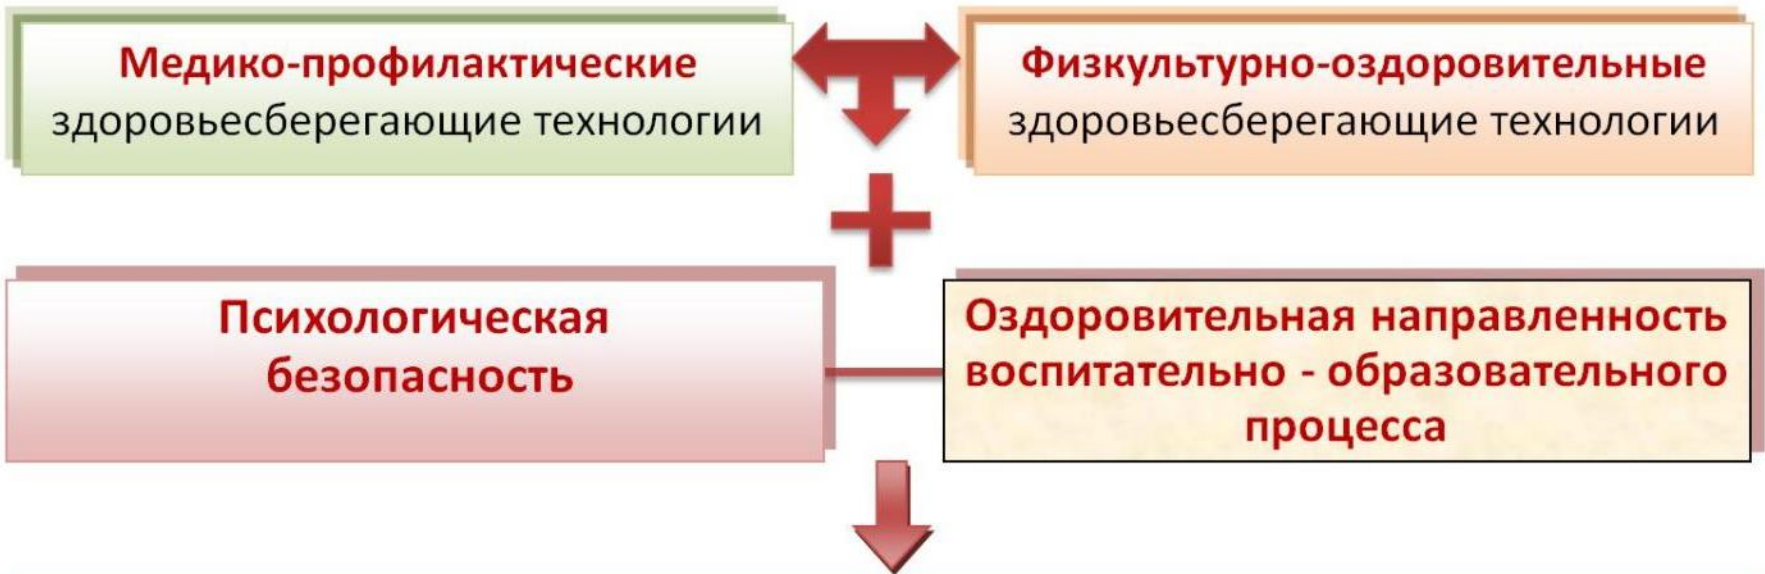 Медико-профилактические
здоровьесберегающие технологии
Физкультурно-оздоровительные
здоровьесберегающие технологии
Психологическая
безопасность
Оздоровительная направленность
воспитательно - образовательного
процесса